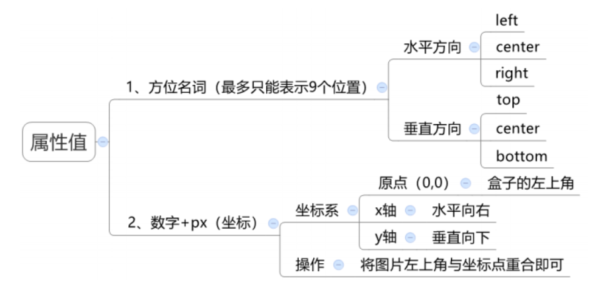 属性值
1、方位名词（最多只能表示9个位置）
水平方向
left
center
right
垂直方向
top
center
bottom
2、数字+px（坐标）
坐标系
原点（0,0）
盒子的左上角
x轴
水平向右
y轴
垂直向下
操作
将图片左上角与坐标点重合即可